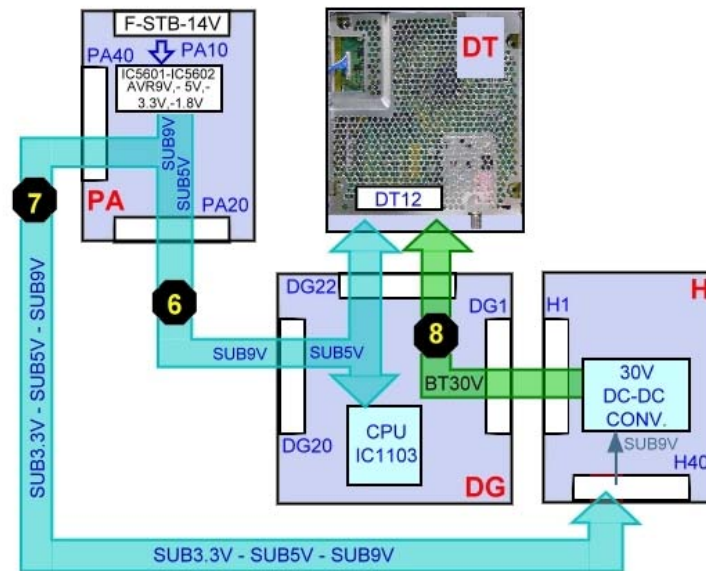 F-STB-14V
PA40
PA10
IC5601-IC5602
AVR9V,- 5V,-
3.3V,-1.8V
SUB9V
SUB5V
7
PA
PA20
DT
DT12
6
SUB9V
SUB5V
DG22
DG1
8
BT30V
H1
H
30V
DC-DC
CONV.
SUB9V
H40
DG20
CPU
IC1103
DG
SUB3.3V - SUB5V - SUB9V
SUB3.3V - SUB5V - SUB9V